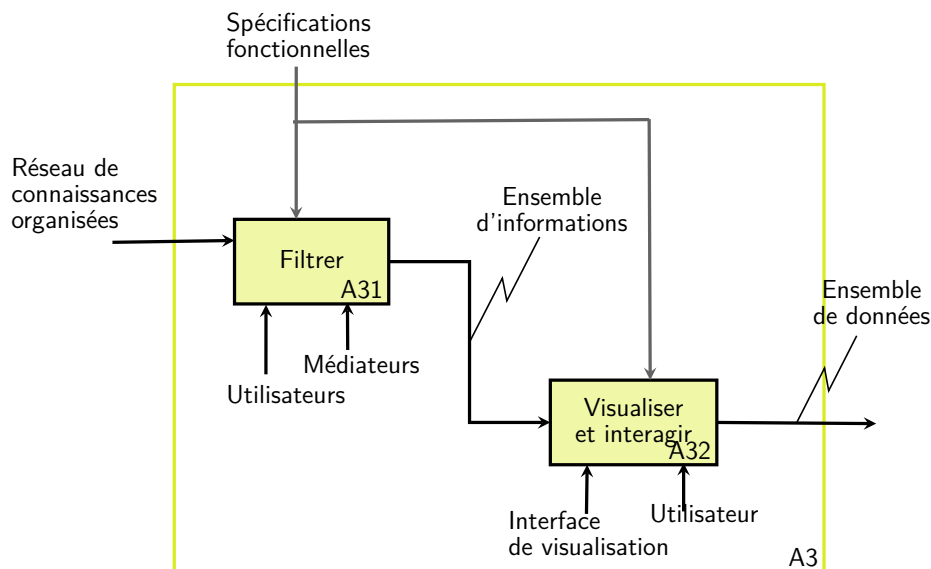 Spécifications
fonctionnelles
Réseau de
connaissances
organisées
Ensemble
d'informations
Filtrer
A31
Ensemble
de données
Médiateurs
Utilisateurs
Visualiser
et interagir
A32
Interface
de visualisation
Utilisateur
A3